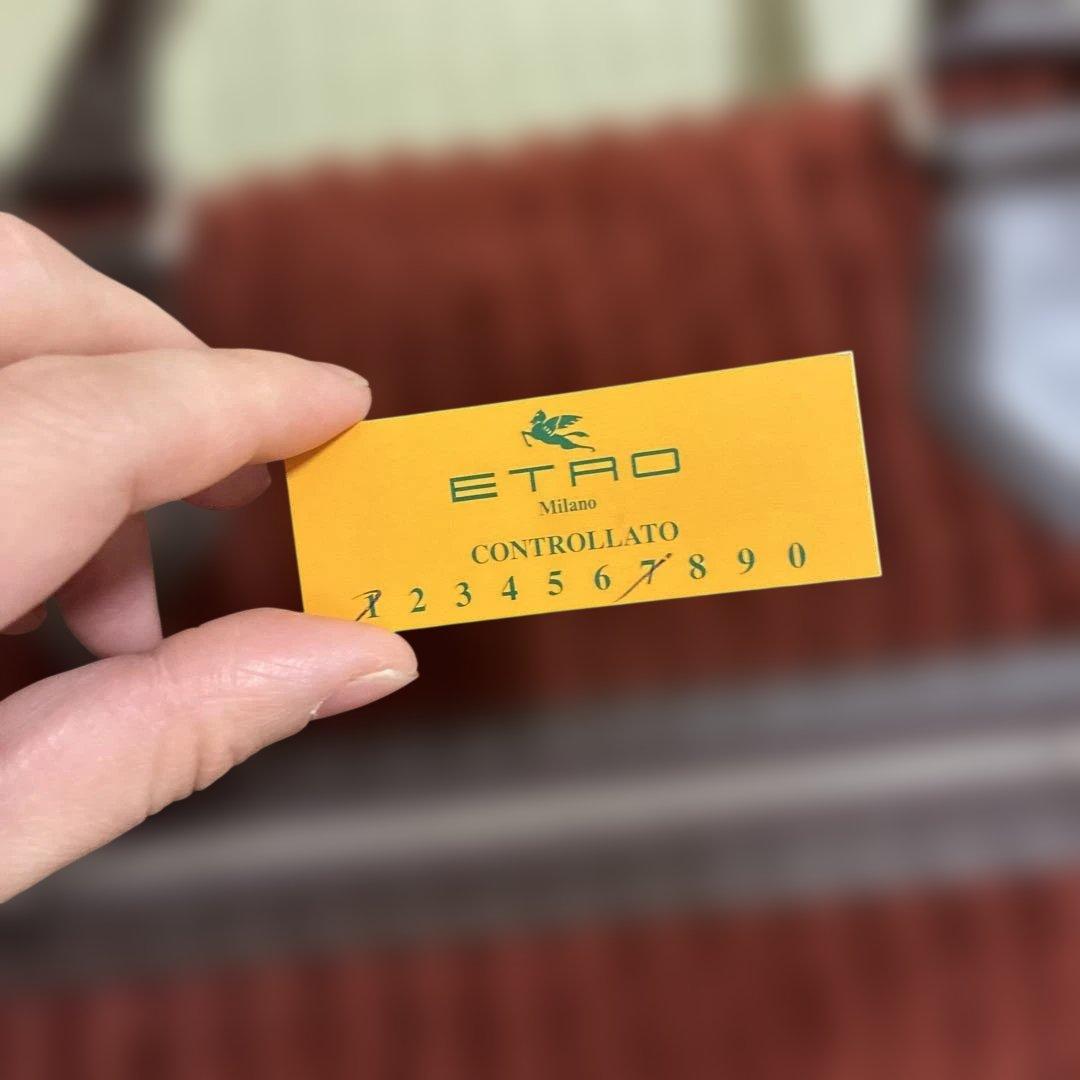 ETRO
Milano
CONTROLLATO
1 2 3 4 5 6 7 8 9 0